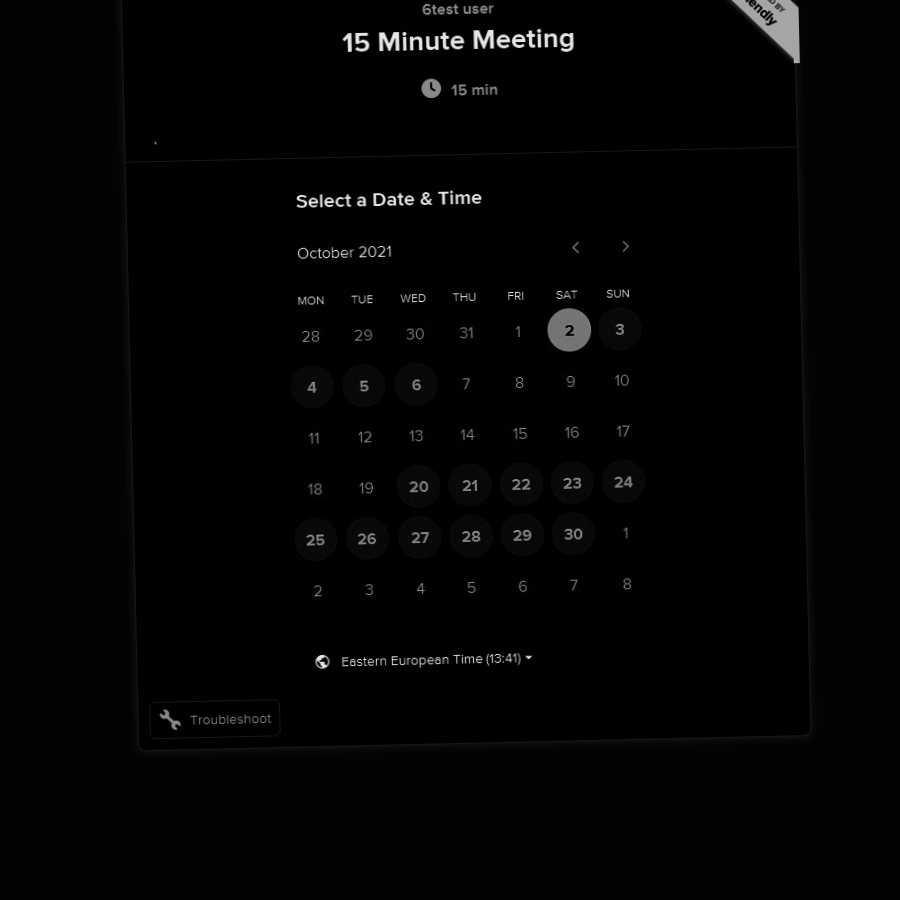 6test user
15 Minute Meeting
15 min
Select a Date & Time
October 2021
MON TUE WED THU FRI SAT SUN
28 29 30 31 1 2 3
4 5 6 7 8 9 10
11 12 13 14 15 16 17
18 19 20 21 22 23 24
25 26 27 28 29 30 1
2 3 4 5 6 7 8
Eastern European Time (13:41)
Troubleshoot